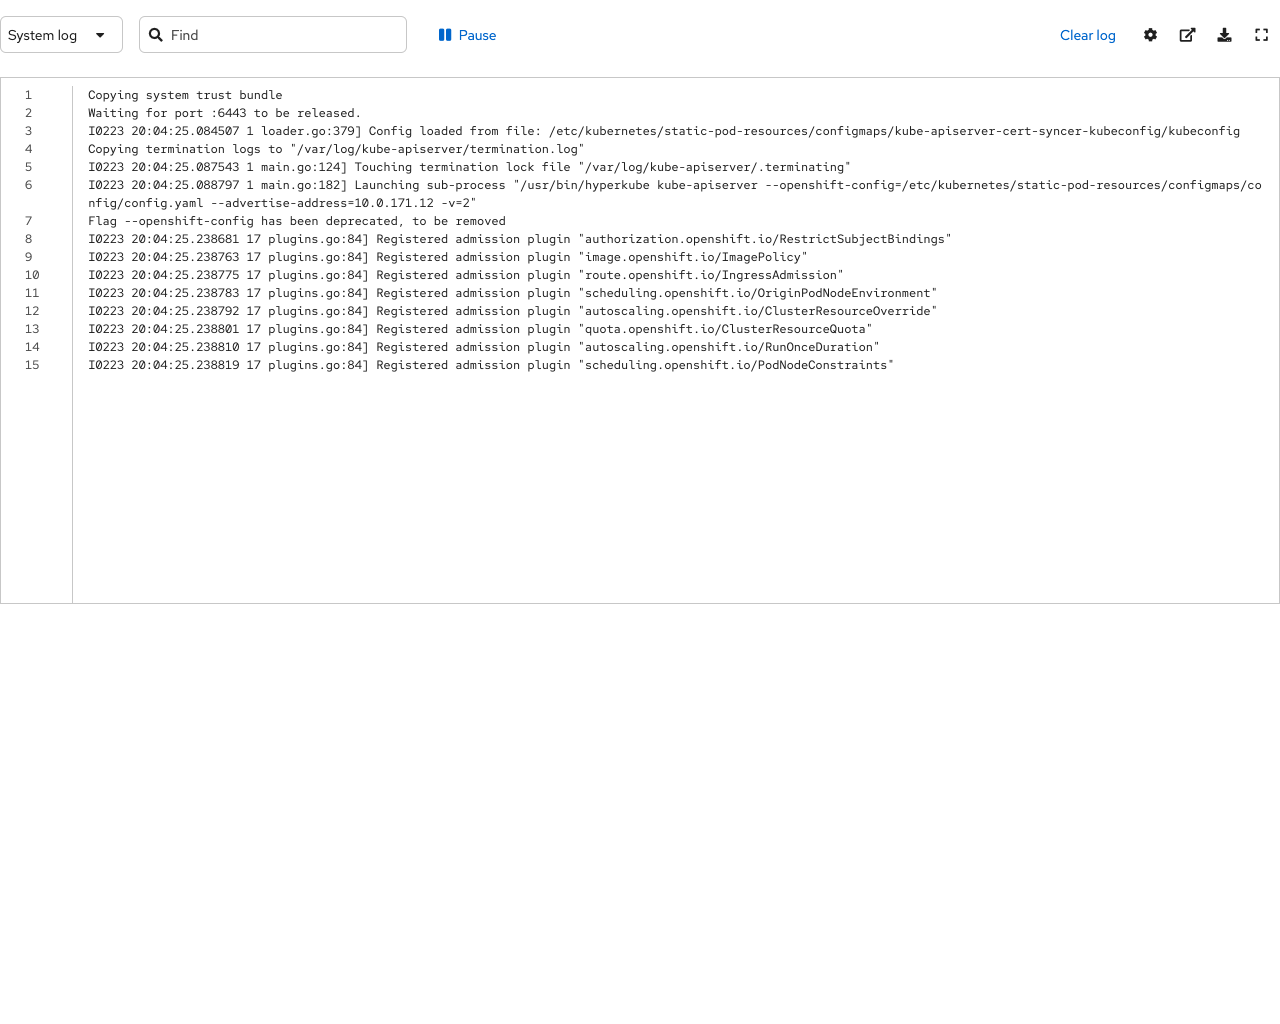 System log
Find
Pause
Clear log
1 Copying system trust bundle
2 Waiting for port :6443 to be released.
3 I0223 20:04:25.084507 1 loader.go:379] Config loaded from file: /etc/kubernetes/static-pod-resources/configmaps/kube-apiserver-cert-syncer-kubeconfig/kubeconfig
4 Copying termination logs to "/var/log/kube-apiserver/termination.log"
5 I0223 20:04:25.087543 1 main.go:124] Touching termination lock file "/var/log/kube-apiserver/.terminating"
6 I0223 20:04:25.088797 1 main.go:182] Launching sub-process "/usr/bin/hyperkube kube-apiserver --openshift-config=/etc/kubernetes/static-pod-resources/configmaps/co
nfig/config.yaml --advertise-address=10.0.171.12 -v=2"
7 Flag --openshift-config has been deprecated, to be removed
8 I0223 20:04:25.238681 17 plugins.go:84] Registered admission plugin "authorization.openshift.io/RestrictSubjectBindings"
9 I0223 20:04:25.238763 17 plugins.go:84] Registered admission plugin "image.openshift.io/ImagePolicy"
10 I0223 20:04:25.238775 17 plugins.go:84] Registered admission plugin "route.openshift.io/IngressAdmission"
11 I0223 20:04:25.238783 17 plugins.go:84] Registered admission plugin "scheduling.openshift.io/OriginPodNodeEnvironment"
12 I0223 20:04:25.238792 17 plugins.go:84] Registered admission plugin "autoscaling.openshift.io/ClusterResourceOverride"
13 I0223 20:04:25.238801 17 plugins.go:84] Registered admission plugin "quota.openshift.io/ClusterResourceQuota"
14 I0223 20:04:25.238810 17 plugins.go:84] Registered admission plugin "autoscaling.openshift.io/RunOnceDuration"
15 I0223 20:04:25.238819 17 plugins.go:84] Registered admission plugin "scheduling.openshift.io/PodNodeConstraints"